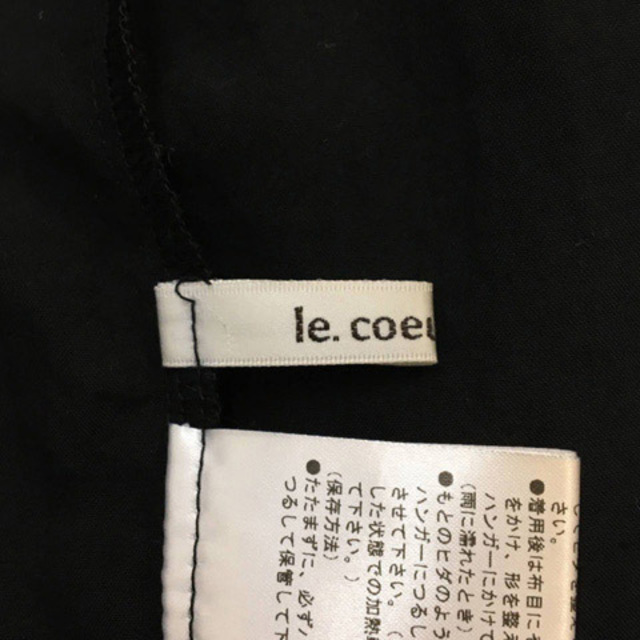 le. coeu
さい。
●着用後は布目に
をかけ、形を整
ハンガーにかけ
(雨に濡れたとき)
●もとのヒダのよう
ハンガーにつるし
させて下さい。
した状態での加熱
て下さい。)
(保存方法)
●たたまずに、必ずハ
つるして保管して下